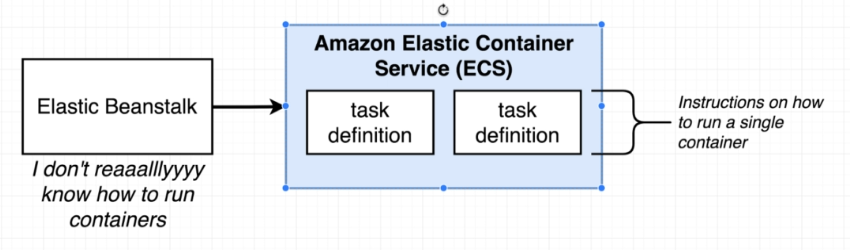 Amazon Elastic Container
Service (ECS)
Elastic Beanstalk
task
definition
task
definition
Instructions on how
to run a single
container
I don't reaaalllyyyy
know how to run
containers